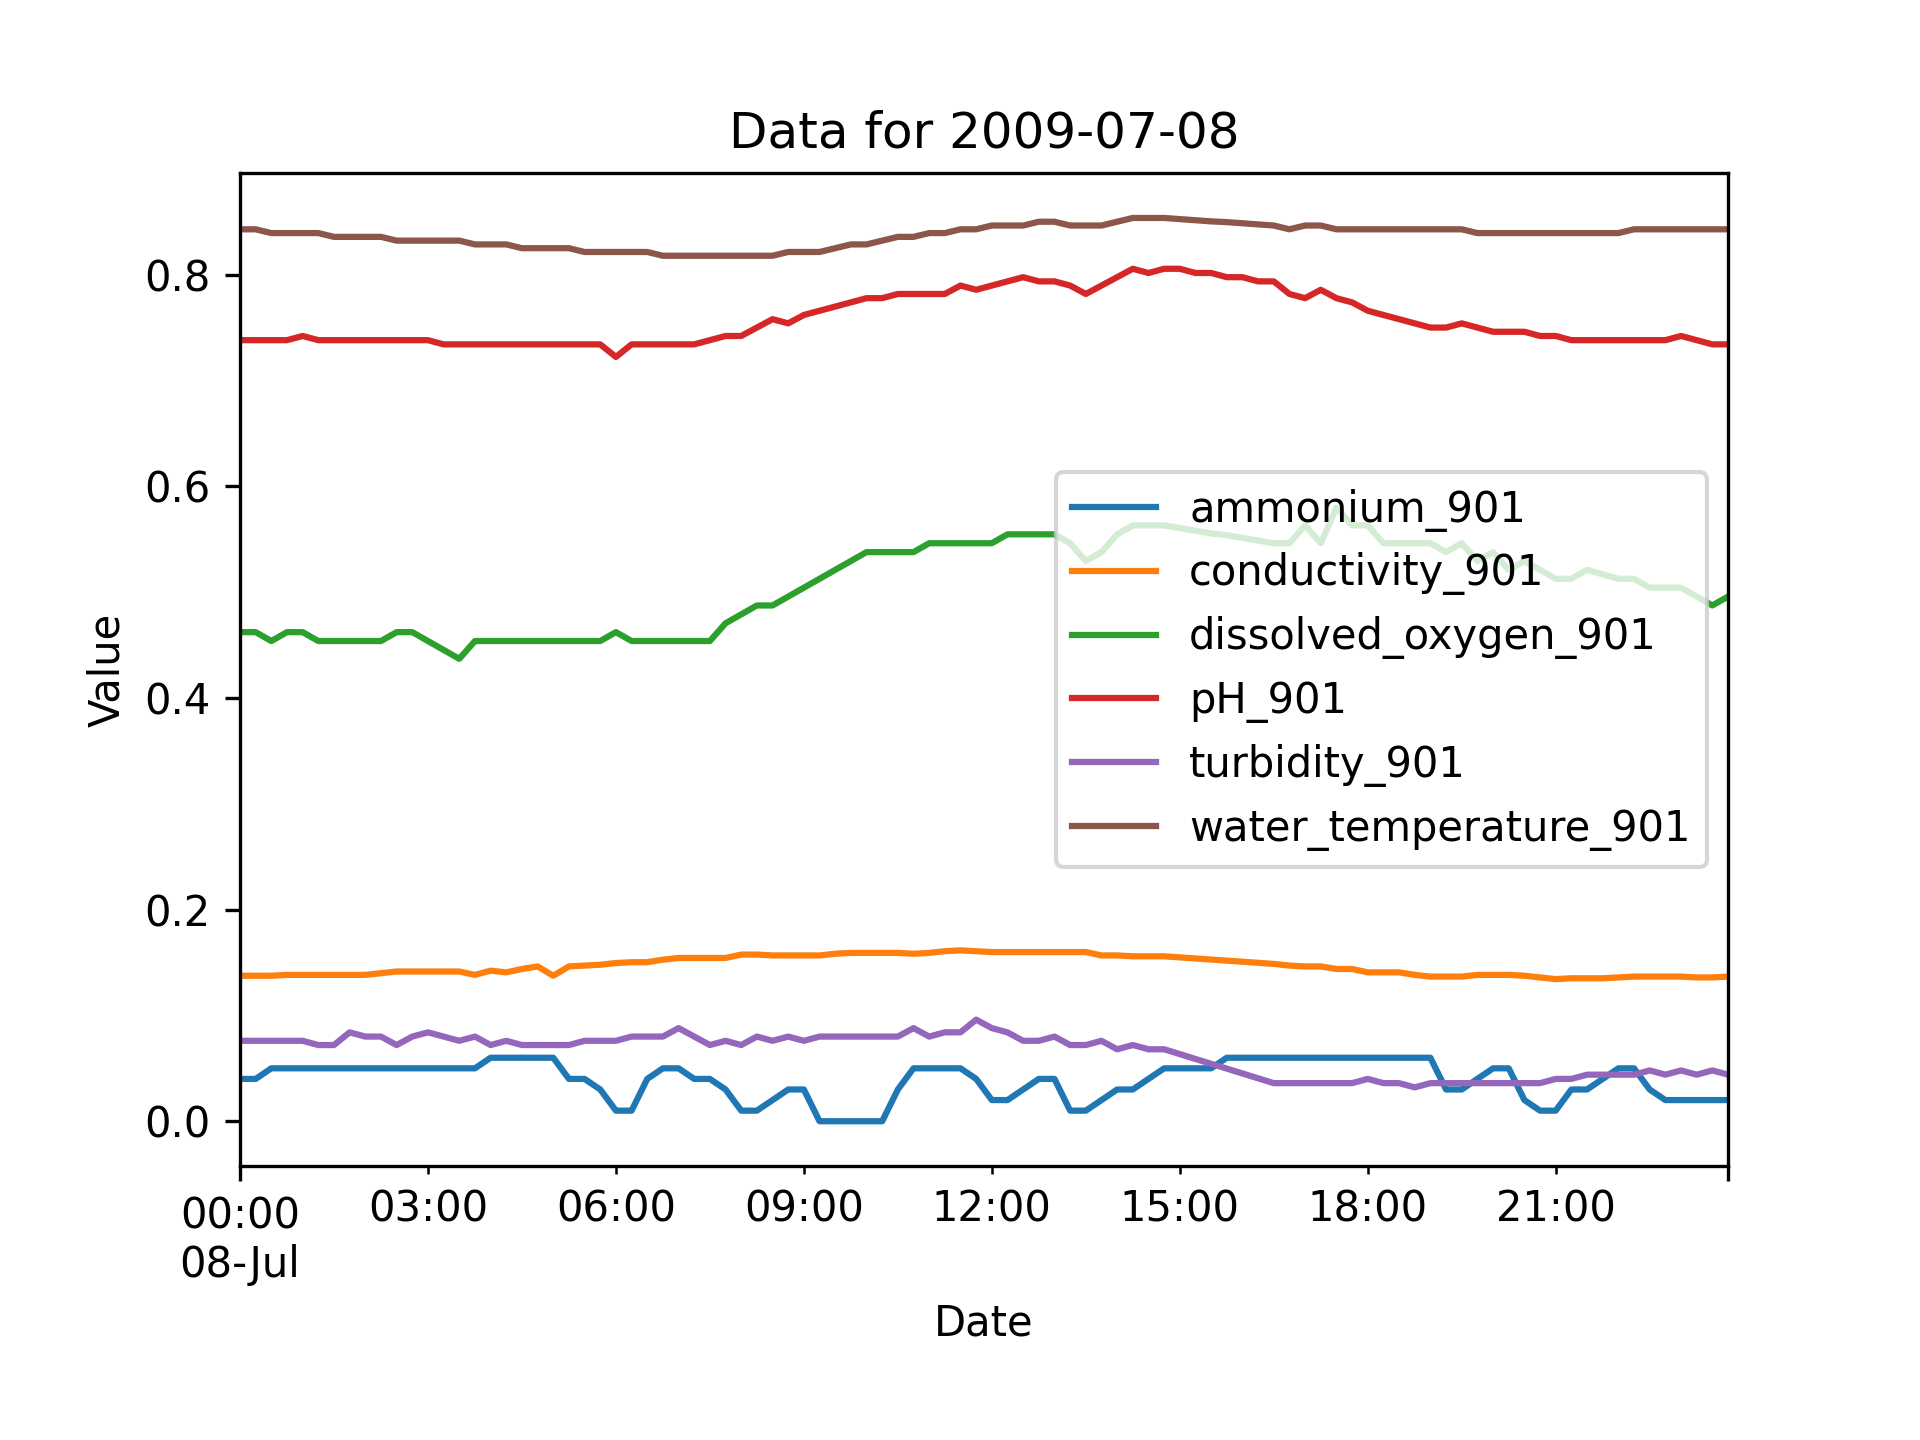 Data for 2009-07-08
Value
0.8
0.6
0.4
0.2
0.0
ammonium_901
conductivity_901
dissolved_oxygen_901
pH_901
turbidity_901
water_temperature_901
00:00 03:00 06:00 09:00 12:00 15:00 18:00 21:00
08-Jul
Date